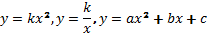 y = kx², y = k/x, y = ax² + bx + c